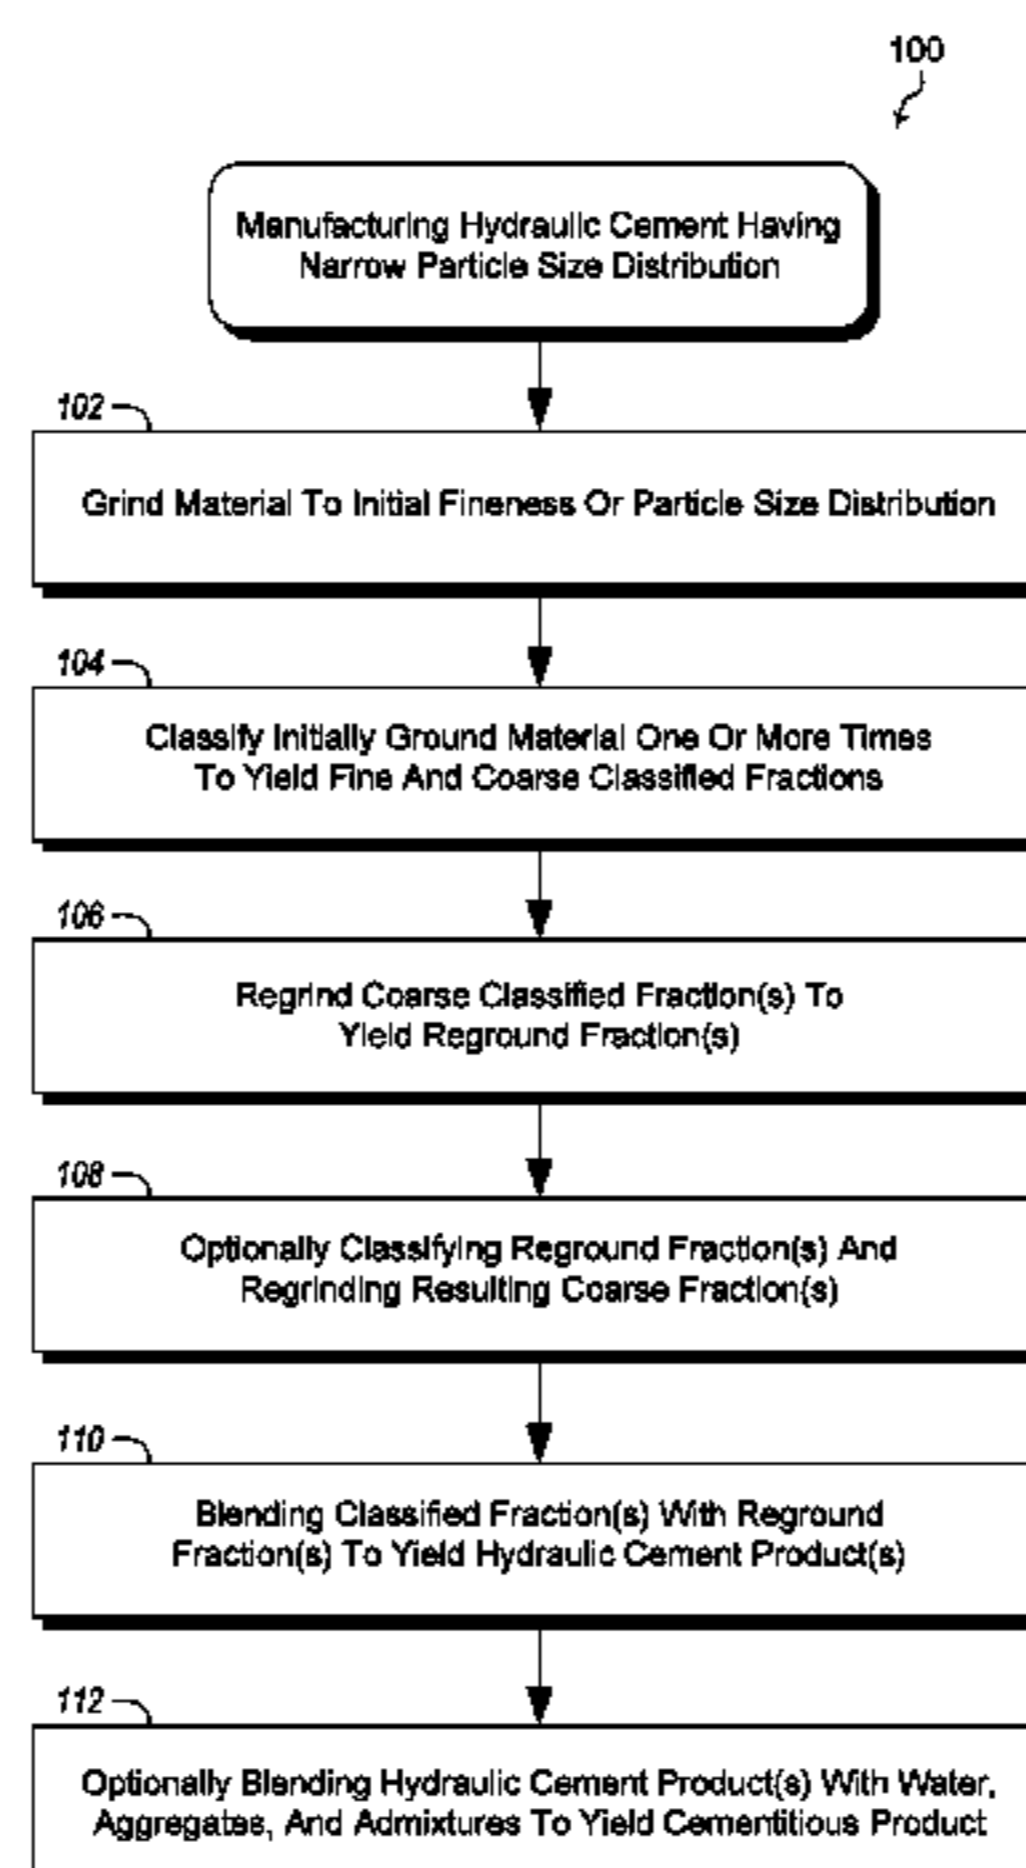 100
Manufacturing Hydraulic Cement Having
Narrow Particle Size Distribution
102
Grind Material To Initial Fineness Or Particle Size Distribution
104
Classify Initially Ground Material One Or More Times
To Yield Fine And Coarse Classified Fractions
106
Regrind Coarse Classified Fraction(s) To
Yield Reground Fraction(s)
108
Optionally Classifying Reground Fraction(s) And
Regrinding Resulting Coarse Fraction(s)
110
Blending Classified Fraction(s) With Reground
Fraction(s) To Yield Hydraulic Cement Product(s)
112
Optionally Blending Hydraulic Cement Product(s) With Water,
Aggregates, And Admixtures To Yield Cementitious Product